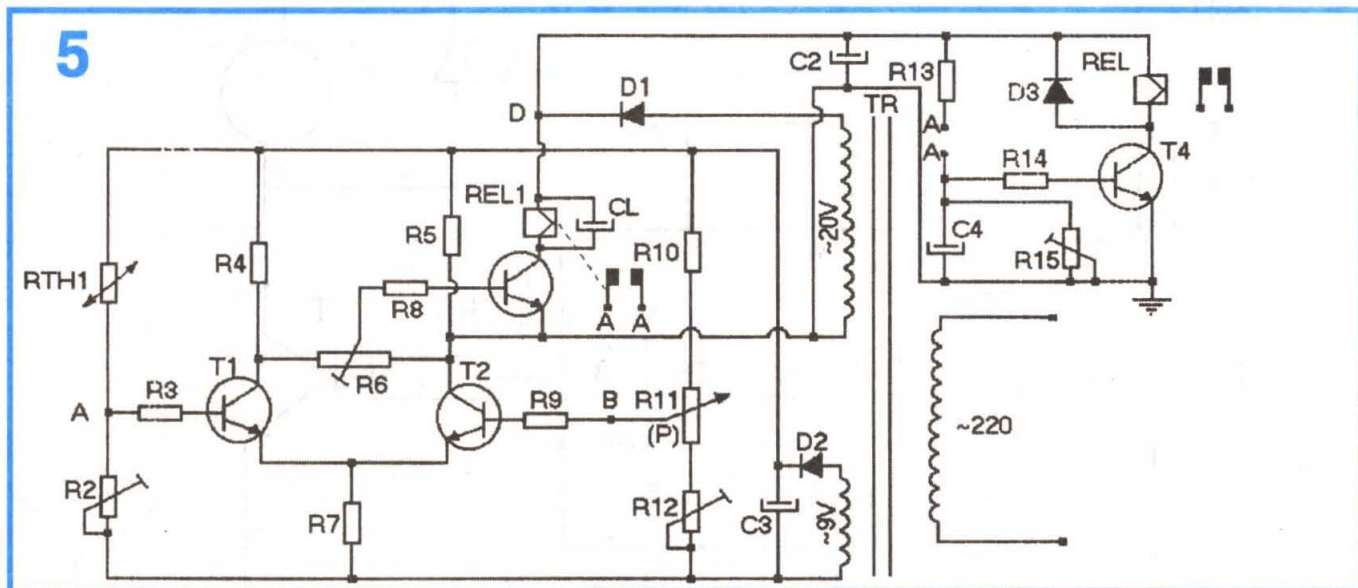 5
C2
R13
REL
D1
TR
D3
D
A
A
T4
R14
REL1
CL
R5
R10
~20V
C4
R4
R15
RTH1
R8
A A
T1
R6
T2
R3
R9
B
R11
A
(P)
~220
D2
R2
R7
R12
C3
~9V